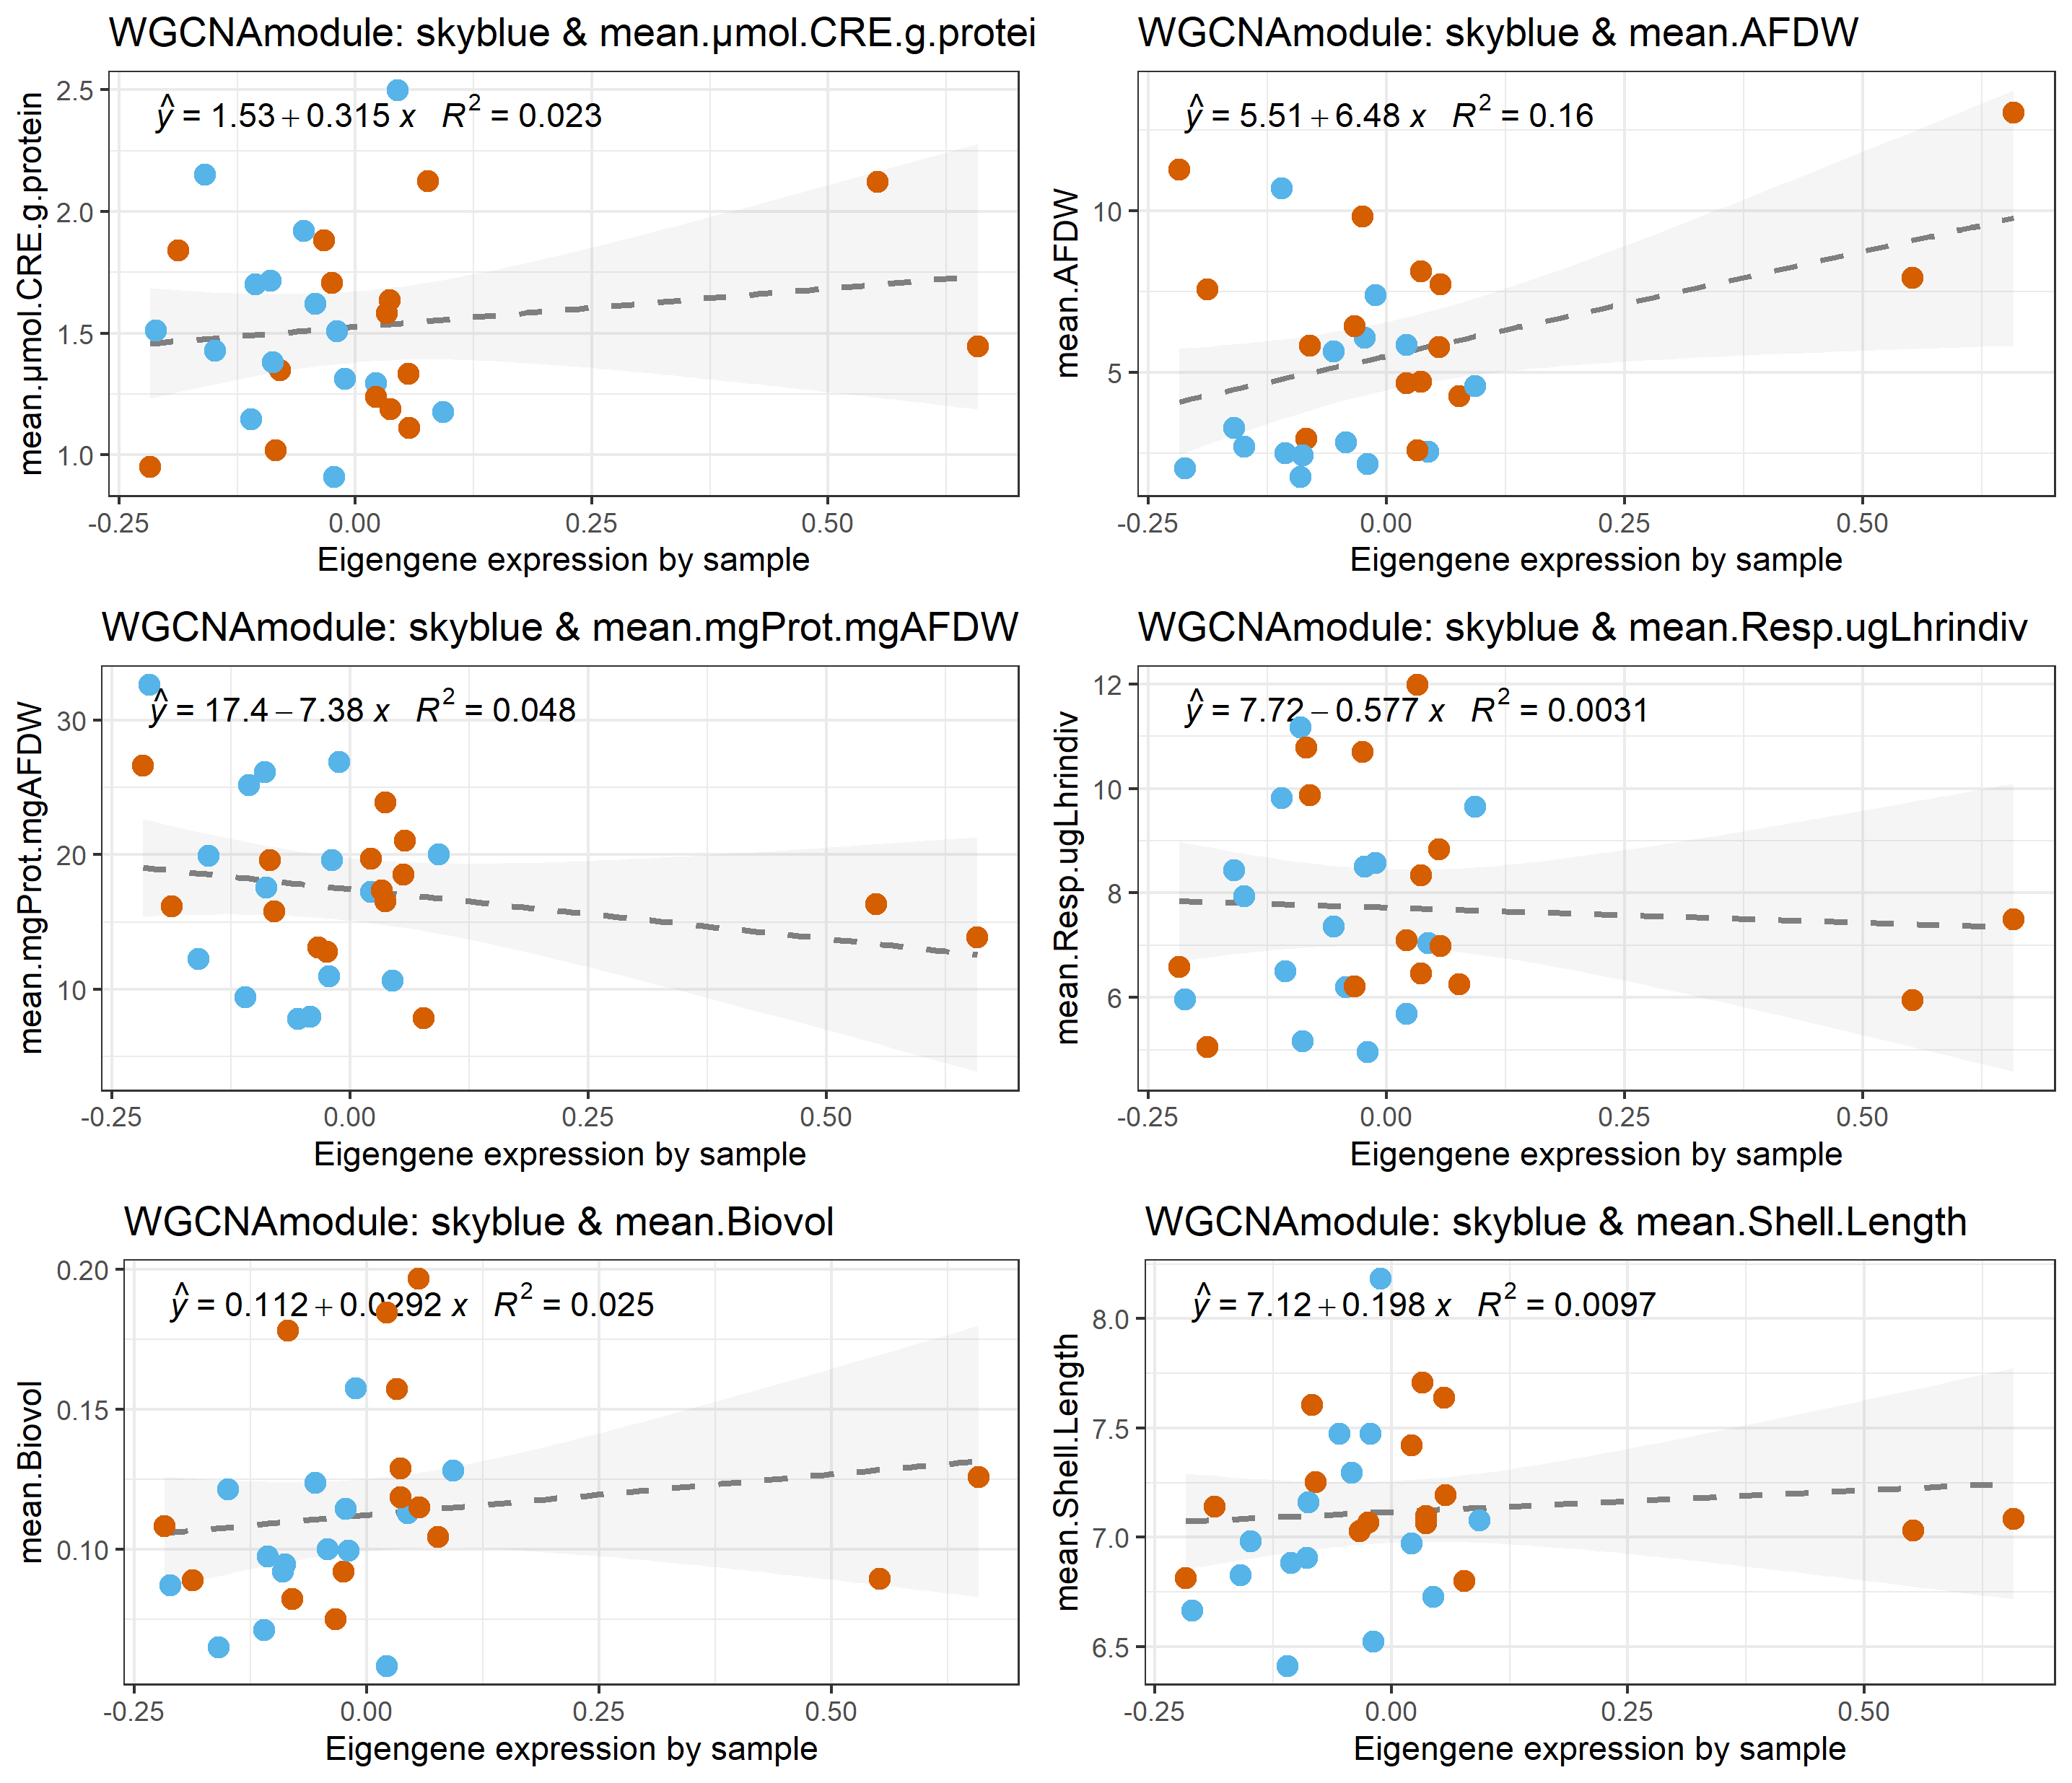 WGCNAmodule: skyblue & mean.µmol.CRE.g.protei
ŷ = 1.53 + 0.315 x R² = 0.023
mean.µmol.CRE.g.protein
2.5
2.0
1.5
1.0
-0.25 0.00 0.25 0.50
Eigengene expression by sample
WGCNAmodule: skyblue & mean.AFDW
ŷ = 5.51 + 6.48 x R² = 0.16
mean.AFDW
10
5
-0.25 0.00 0.25 0.50
Eigengene expression by sample
WGCNAmodule: skyblue & mean.mgProt.mgAFDW
ŷ = 17.4 − 7.38 x R² = 0.048
mean.mgProt.mgAFDW
30
20
10
-0.25 0.00 0.25 0.50
Eigengene expression by sample
WGCNAmodule: skyblue & mean.Resp.ugLhrindiv
ŷ = 7.72 − 0.577 x R² = 0.0031
mean.Resp.ugLhrindiv
12
10
8
6
-0.25 0.00 0.25 0.50
Eigengene expression by sample
WGCNAmodule: skyblue & mean.Biovol
ŷ = 0.112 + 0.0292 x R² = 0.025
mean.Biovol
0.20
0.15
0.10
-0.25 0.00 0.25 0.50
Eigengene expression by sample
WGCNAmodule: skyblue & mean.Shell.Length
ŷ = 7.12 + 0.198 x R² = 0.0097
mean.Shell.Length
8.0
7.5
7.0
6.5
-0.25 0.00 0.25 0.50
Eigengene expression by sample